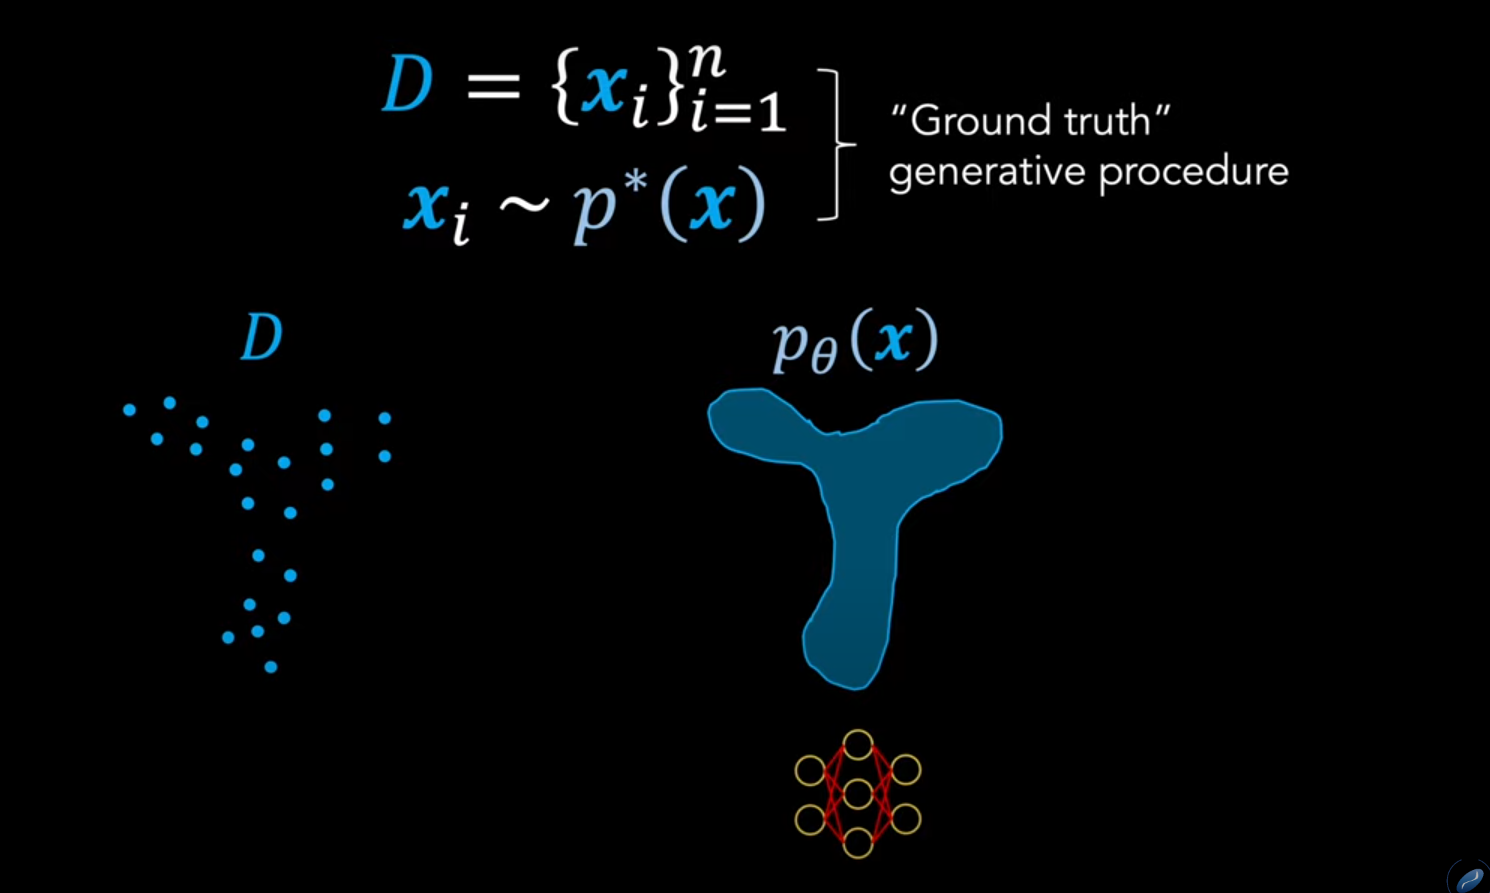 D = {xᵢ}ⁿᵢ₌₁
xᵢ ~ p*(x)
“Ground truth”
generative procedure
D
p_θ(x)